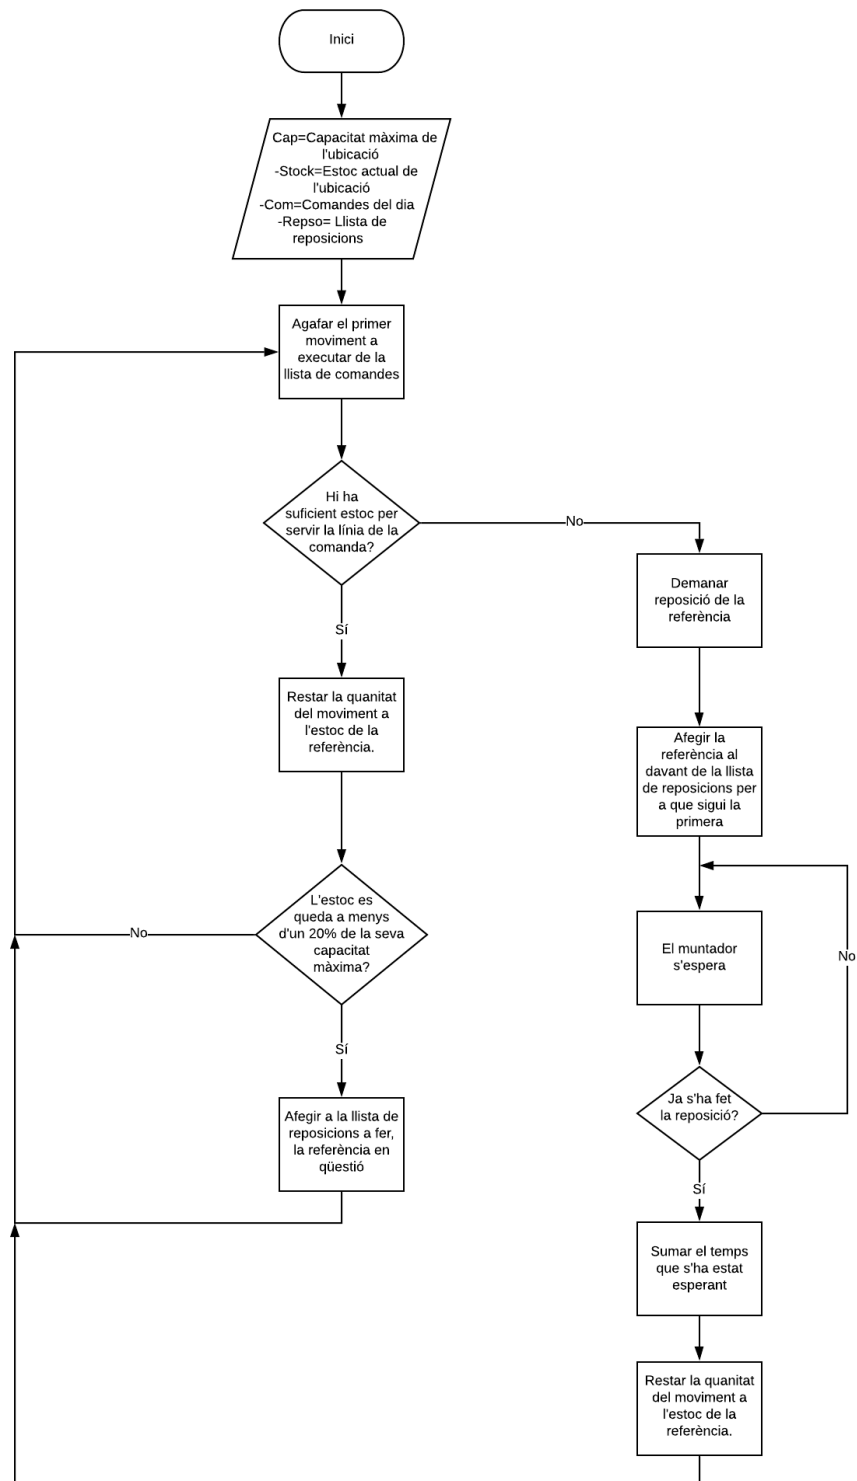 Inici
Cap=Capacitat màxima de
l'ubicació
-Stock=Estoc actual de
l'ubicació
-Com=Comandes del dia
-Repso= Llista de
reposicions
Agafar el primer
moviment a
executar de la
llista de comandes
Hi ha
suficient estoc per
servir la línia de la
comanda?
No
Sí
Demanar
reposició de la
referència
Restar la quanitat
del moviment a
l'estoc de la
referència.
Afegir la
referència al
davant de la llista
de reposicions per
a que sigui la
primera
L'estoc es
queda a menys
d'un 20% de la seva
capacitat
màxima?
No
Sí
El muntador
s'espera
No
Afegir a la llista de
reposicions a fer,
la referència en
qüestió
Ja s'ha fet
la reposició?
Sí
Sumar el temps
que s'ha estat
esperant
Restar la quanitat
del moviment a
l'estoc de la
referència.